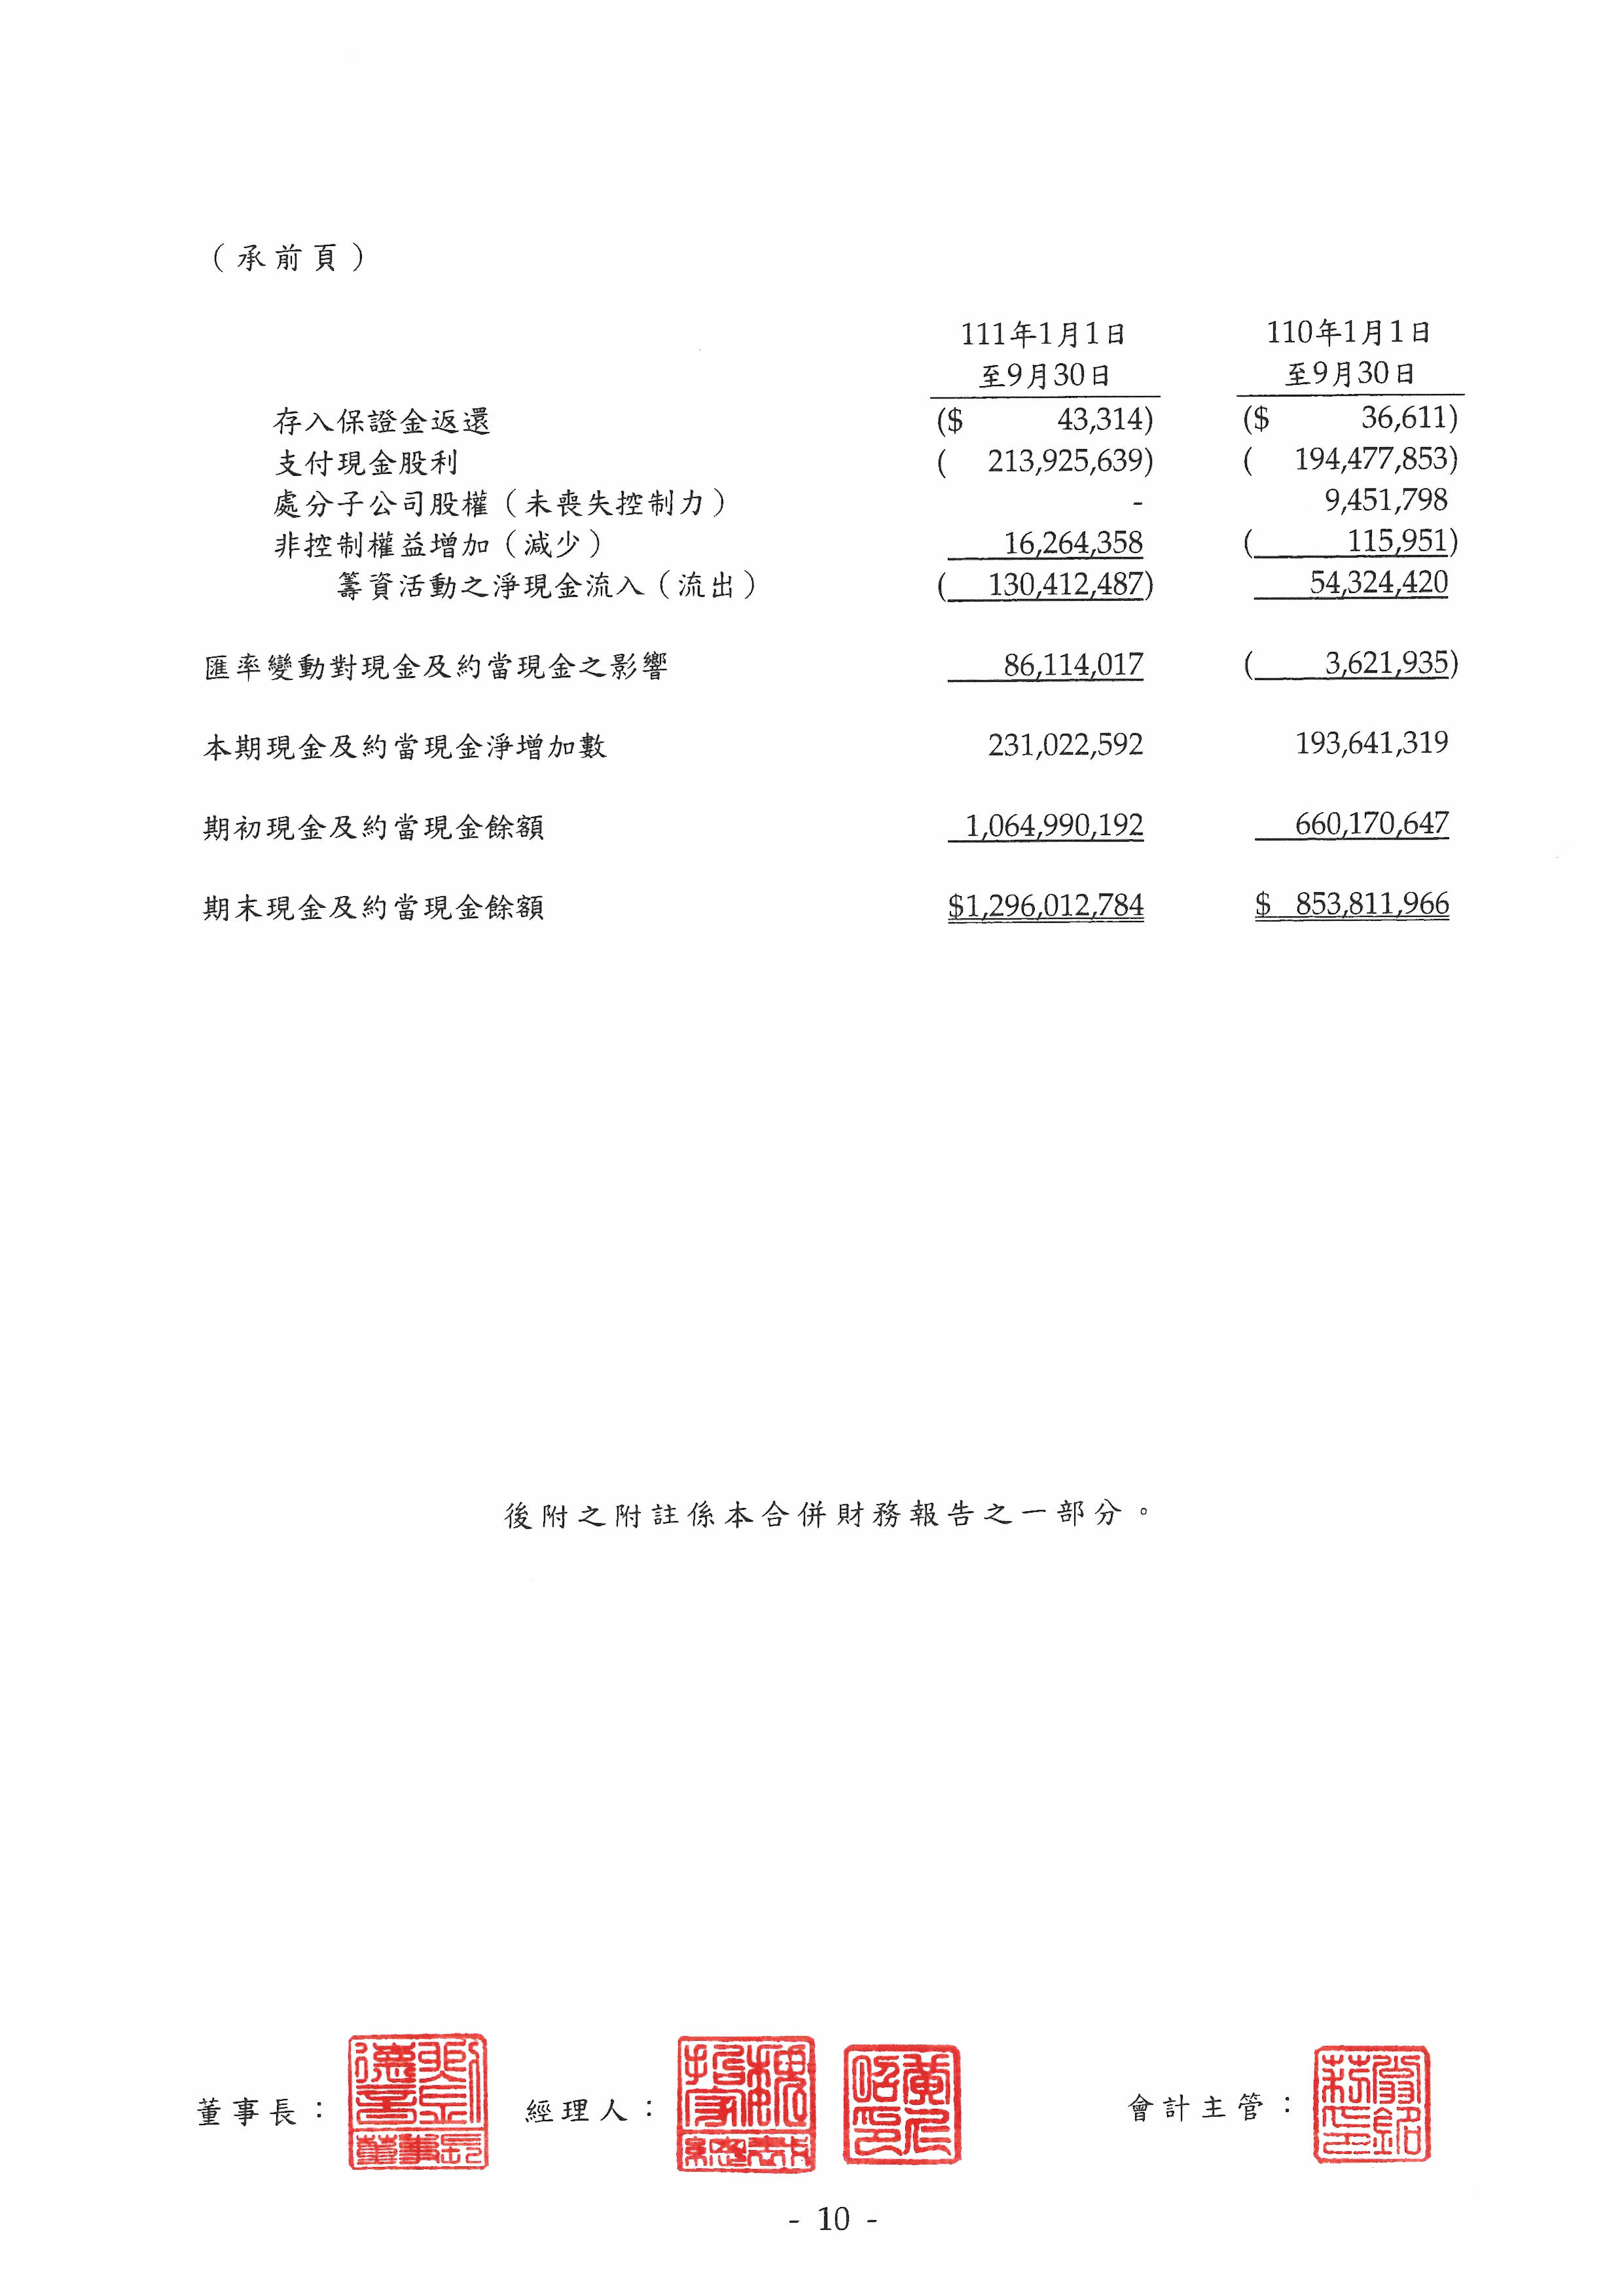 （承前頁）
111年1月1日 110年1月1日
至9月30日 至9月30日
存入保證金返還 ($ 43,314) ($ 36,611)
支付現金股利 ( 213,925,639) ( 194,477,853)
處分子公司股權（未喪失控制力） - 9,451,798
非控制權益增加（減少） 16,264,358 ( 115,951)
籌資活動之淨現金流入（流出） ( 130,412,487) 54,324,420
匯率變動對現金及約當現金之影響 86,114,017 ( 3,621,935)
本期現金及約當現金淨增加數 231,022,592 193,641,319
期初現金及約當現金餘額 1,064,990,192 660,170,647
期末現金及約當現金餘額 $1,296,012,784 $ 853,811,966
後附之附註係本合併財務報告之一部分。
董事長： 經理人： 會計主管：
- 10 -